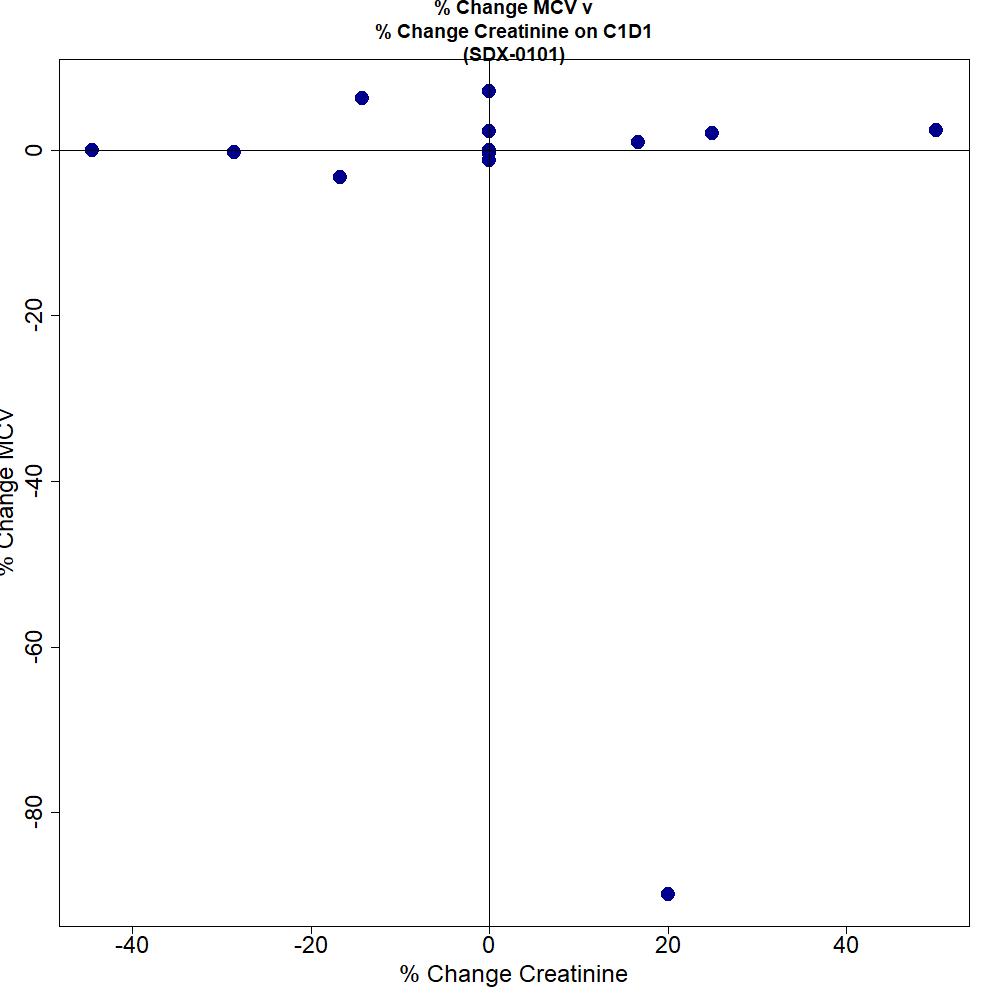 % Change MCV v
% Change Creatinine on C1D1
(SDX-0101)
0
-20
-40
-60
-80
% Change MCV
-40
-20
0
20
40
% Change Creatinine